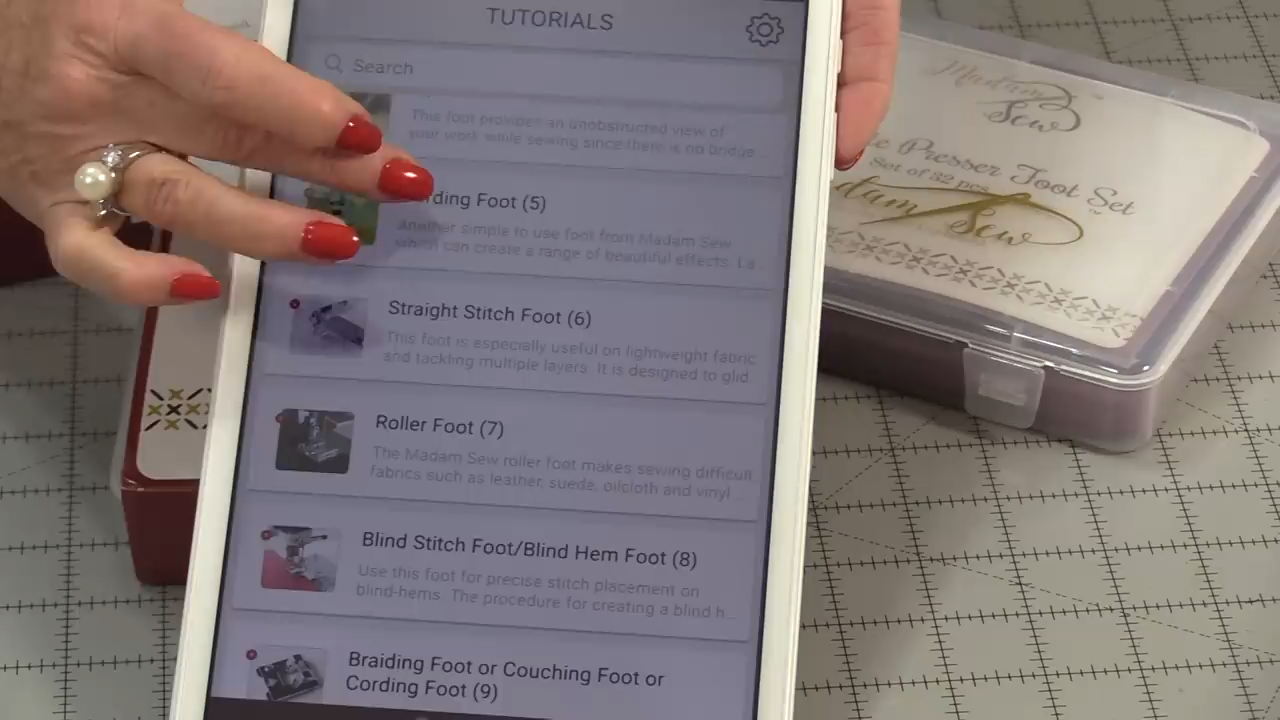 TUTORIALS
Search
This foot provides an unobstructed view of
your work while sewing since there is no bridge ...
rding Foot (5)
Another simple to use foot from Madam Sew
which can create a range of beautiful effects. La...
Straight Stitch Foot (6)
This foot is especially useful on lightweight fabric
and tackling multiple layers. It is designed to glid...
Roller Foot (7)
The Madam Sew roller foot makes sewing difficult
fabrics such as leather, suede, oilcloth and vinyl ...
Blind Stitch Foot/Blind Hem Foot (8)
Use this foot for precise stitch placement on
blind-hems. The procedure for creating a blind h...
Braiding Foot or Couching Foot or
Cording Foot (9)
Madam
Sew
Presser Foot Set
Set of 32 pcs
Sew